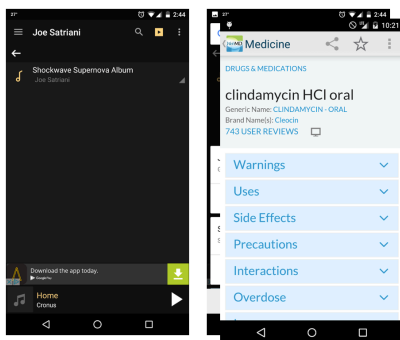 27°
2:44
Joe Satriani
Shockwave Supernova Album
Joe Satriani
Download the app today.
Google Play
Home
Cronus
27°
2:44
10:21
Medicine
DRUGS & MEDICATIONS
clindamycin HCl oral
Generic Name: CLINDAMYCIN - ORAL
Brand Name(s): Cleocin
743 USER REVIEWS
Warnings
Uses
Side Effects
Precautions
Interactions
Overdose